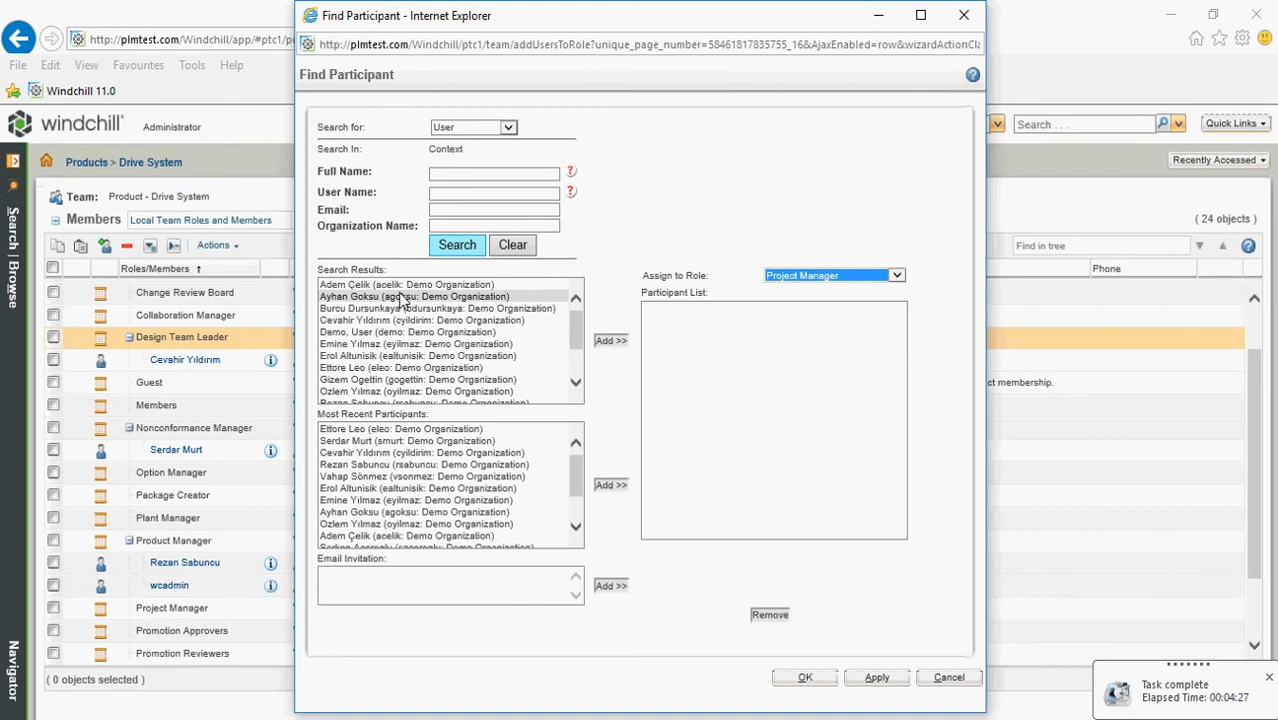 Find Participant - Internet Explorer
http://plmtest.com/Windchill/app/#ptc1/p
http://plmtest.com/Windchill/ptc1/team/addUsersToRole?unique_page_number=58461817835755_16&AjaxEnabled=row&wizardActionCl
File Edit View Favourites Tools Help
Windchill 11.0
Find Participant
windchill Administrator
Search . . . Quick Links
Products > Drive System
Recently Accessed
Team: Product - Drive System
Members Local Team Roles and Members
( 24 objects )
Actions
Find in tree
Roles/Members
Phone
Change Review Board
Collaboration Manager
Design Team Leader
Cevahir Yıldırım
Guest
ct membership.
Members
Nonconformance Manager
Serdar Murt
Option Manager
Package Creator
Plant Manager
Product Manager
Rezan Sabuncu
wcadmin
Project Manager
Promotion Approvers
Promotion Reviewers
( 0 objects selected )
Search | Browse
Navigator
Search for: User
Search In: Context
Full Name:
User Name:
Email:
Organization Name:
Search Clear
Search Results:
Adem Çelik (acelik: Demo Organization)
Ayhan Goksu (agoksu: Demo Organization)
Burcu Dursunkaya (bdursunkaya: Demo Organization)
Cevahir Yıldırım (cyildirim: Demo Organization)
Demo, User (demo: Demo Organization)
Emine Yılmaz (eyilmaz: Demo Organization)
Erol Altunisik (ealtunisik: Demo Organization)
Ettore Leo (eleo: Demo Organization)
Gizem Ogettin (gogettin: Demo Organization)
Ozlem Yılmaz (oyilmaz: Demo Organization)
Rezan Sabuncu (rsabuncu: Demo Organization)
Add >>
Most Recent Participants:
Ettore Leo (eleo: Demo Organization)
Serdar Murt (smurt: Demo Organization)
Cevahir Yıldırım (cyildirim: Demo Organization)
Rezan Sabuncu (rsabuncu: Demo Organization)
Vahap Sönmez (vsonmez: Demo Organization)
Erol Altunisik (ealtunisik: Demo Organization)
Emine Yılmaz (eyilmaz: Demo Organization)
Ayhan Goksu (agoksu: Demo Organization)
Ozlem Yılmaz (oyilmaz: Demo Organization)
Adem Çelik (acelik: Demo Organization)
Add >>
Email Invitation:
Add >>
Assign to Role: Project Manager
Participant List:
Remove
OK Apply Cancel
Task complete
Elapsed Time: 00:04:27